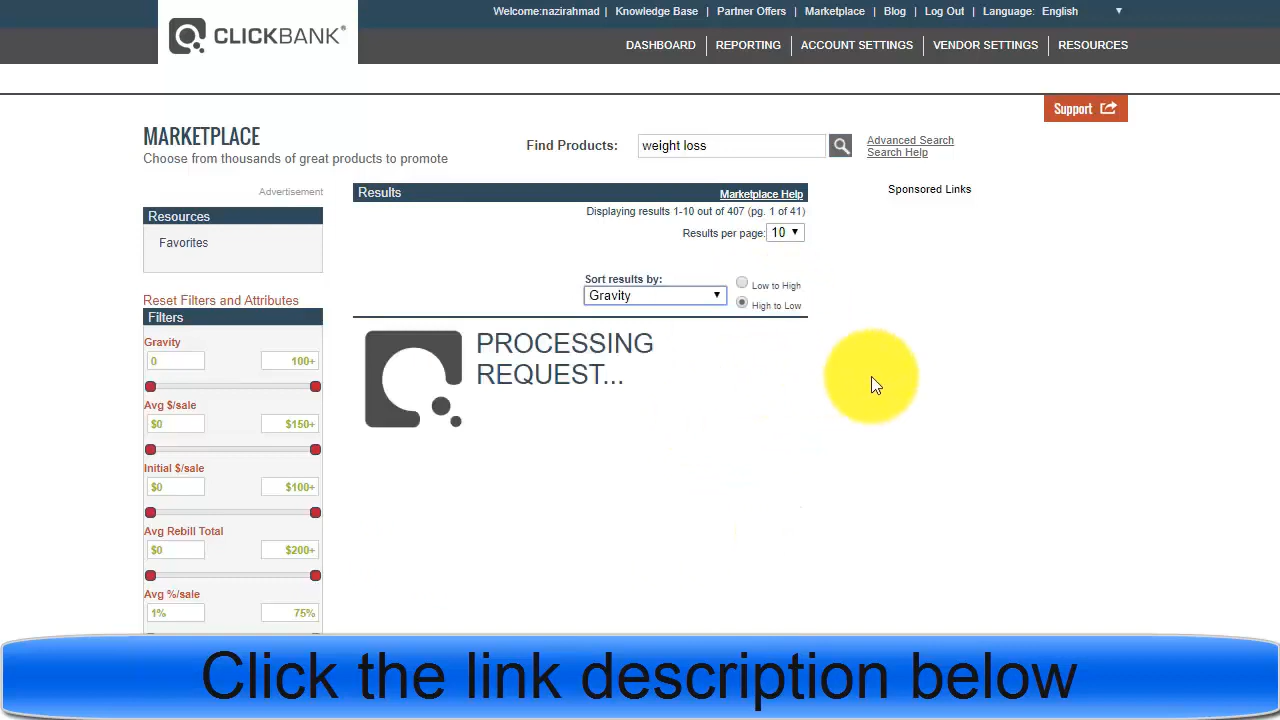 Welcome:nazirahmad | Knowledge Base | Partner Offers | Marketplace | Blog | Log Out | Language: English ▼
CLICKBANK®
DASHBOARD | REPORTING | ACCOUNT SETTINGS | VENDOR SETTINGS | RESOURCES
Support
MARKETPLACE
Choose from thousands of great products to promote
Find Products: weight loss
Advanced Search
Search Help
Advertisement
Resources
Favorites
Reset Filters and Attributes
Filters
Gravity
0 100+
Avg $/sale
$0 $150+
Initial $/sale
$0 $100+
Avg Rebill Total
$0 $200+
Avg %/sale
1% 75%
Results Marketplace Help
Displaying results 1-10 out of 407 (pg. 1 of 41)
Results per page: 10 ▼
Sort results by:
Gravity ▼
Low to High
High to Low
PROCESSING
REQUEST...
Sponsored Links
Click the link description below